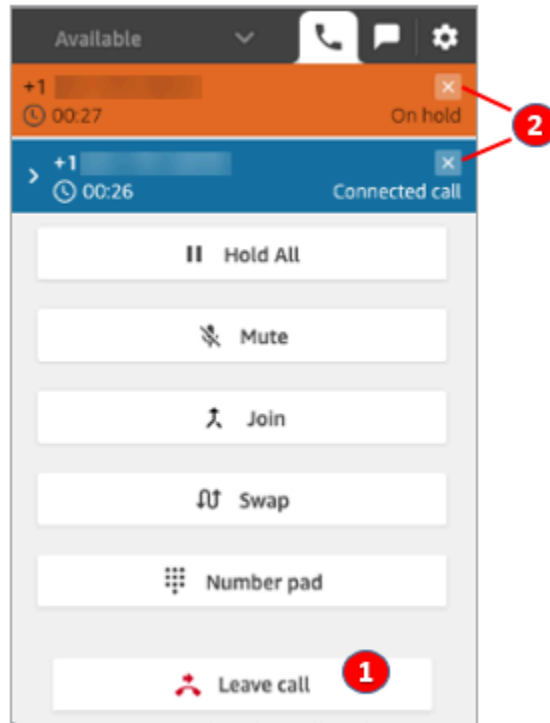 Available
+1
00:27
On hold
2
+1
00:26
Connected call
Hold All
Mute
Join
Swap
Number pad
Leave call
1